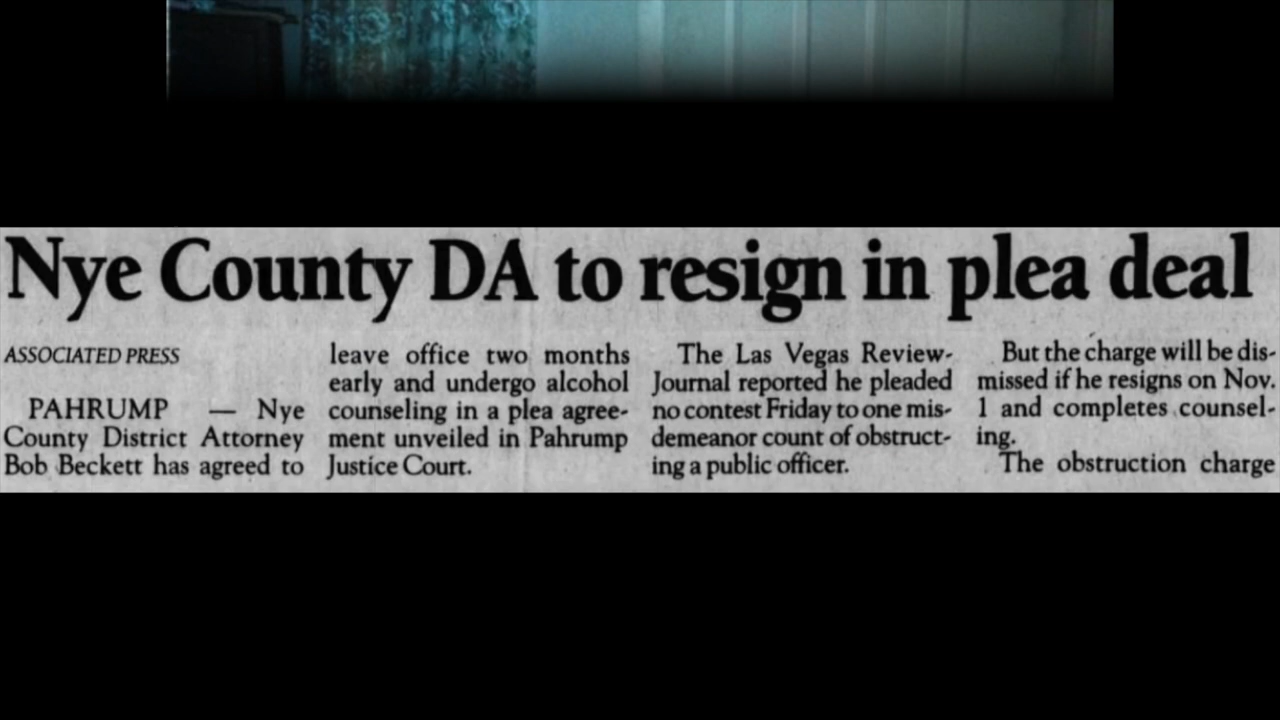 Nye County DA to resign in plea deal
ASSOCIATED PRESS
PAHRUMP — Nye
County District Attorney
Bob Beckett has agreed to
leave office two months
early and undergo alcohol
counseling in a plea agree-
ment unveiled in Pahrump
Justice Court.
The Las Vegas Review-
Journal reported he pleaded
no contest Friday to one mis-
demeanor count of obstruct-
ing a public officer.
But the charge will be dis-
missed if he resigns on Nov.
1 and completes counsel-
ing.
The obstruction charge